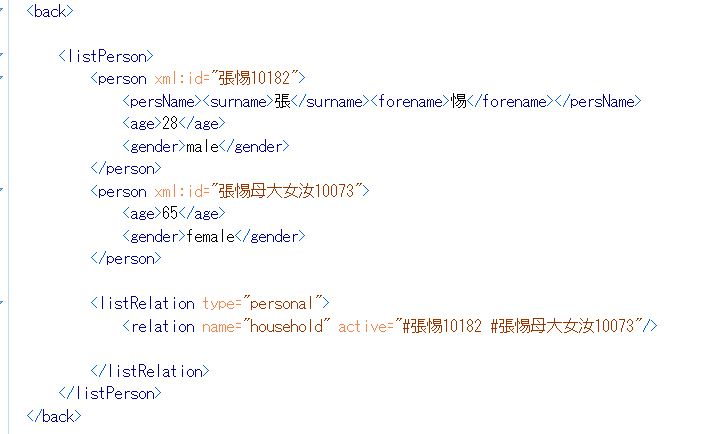 <back>
<listPerson>
<person xml:id="張惕10182">
<persName><surname>張</surname><forename>惕</forename></persName>
<age>28</age>
<gender>male</gender>
</person>
<person xml:id="張惕母大女汝10073">
<age>65</age>
<gender>female</gender>
</person>
<listRelation type="personal">
<relation name="household" active="#張惕10182 #張惕母大女汝10073"/>
</listRelation>
</listPerson>
</back>